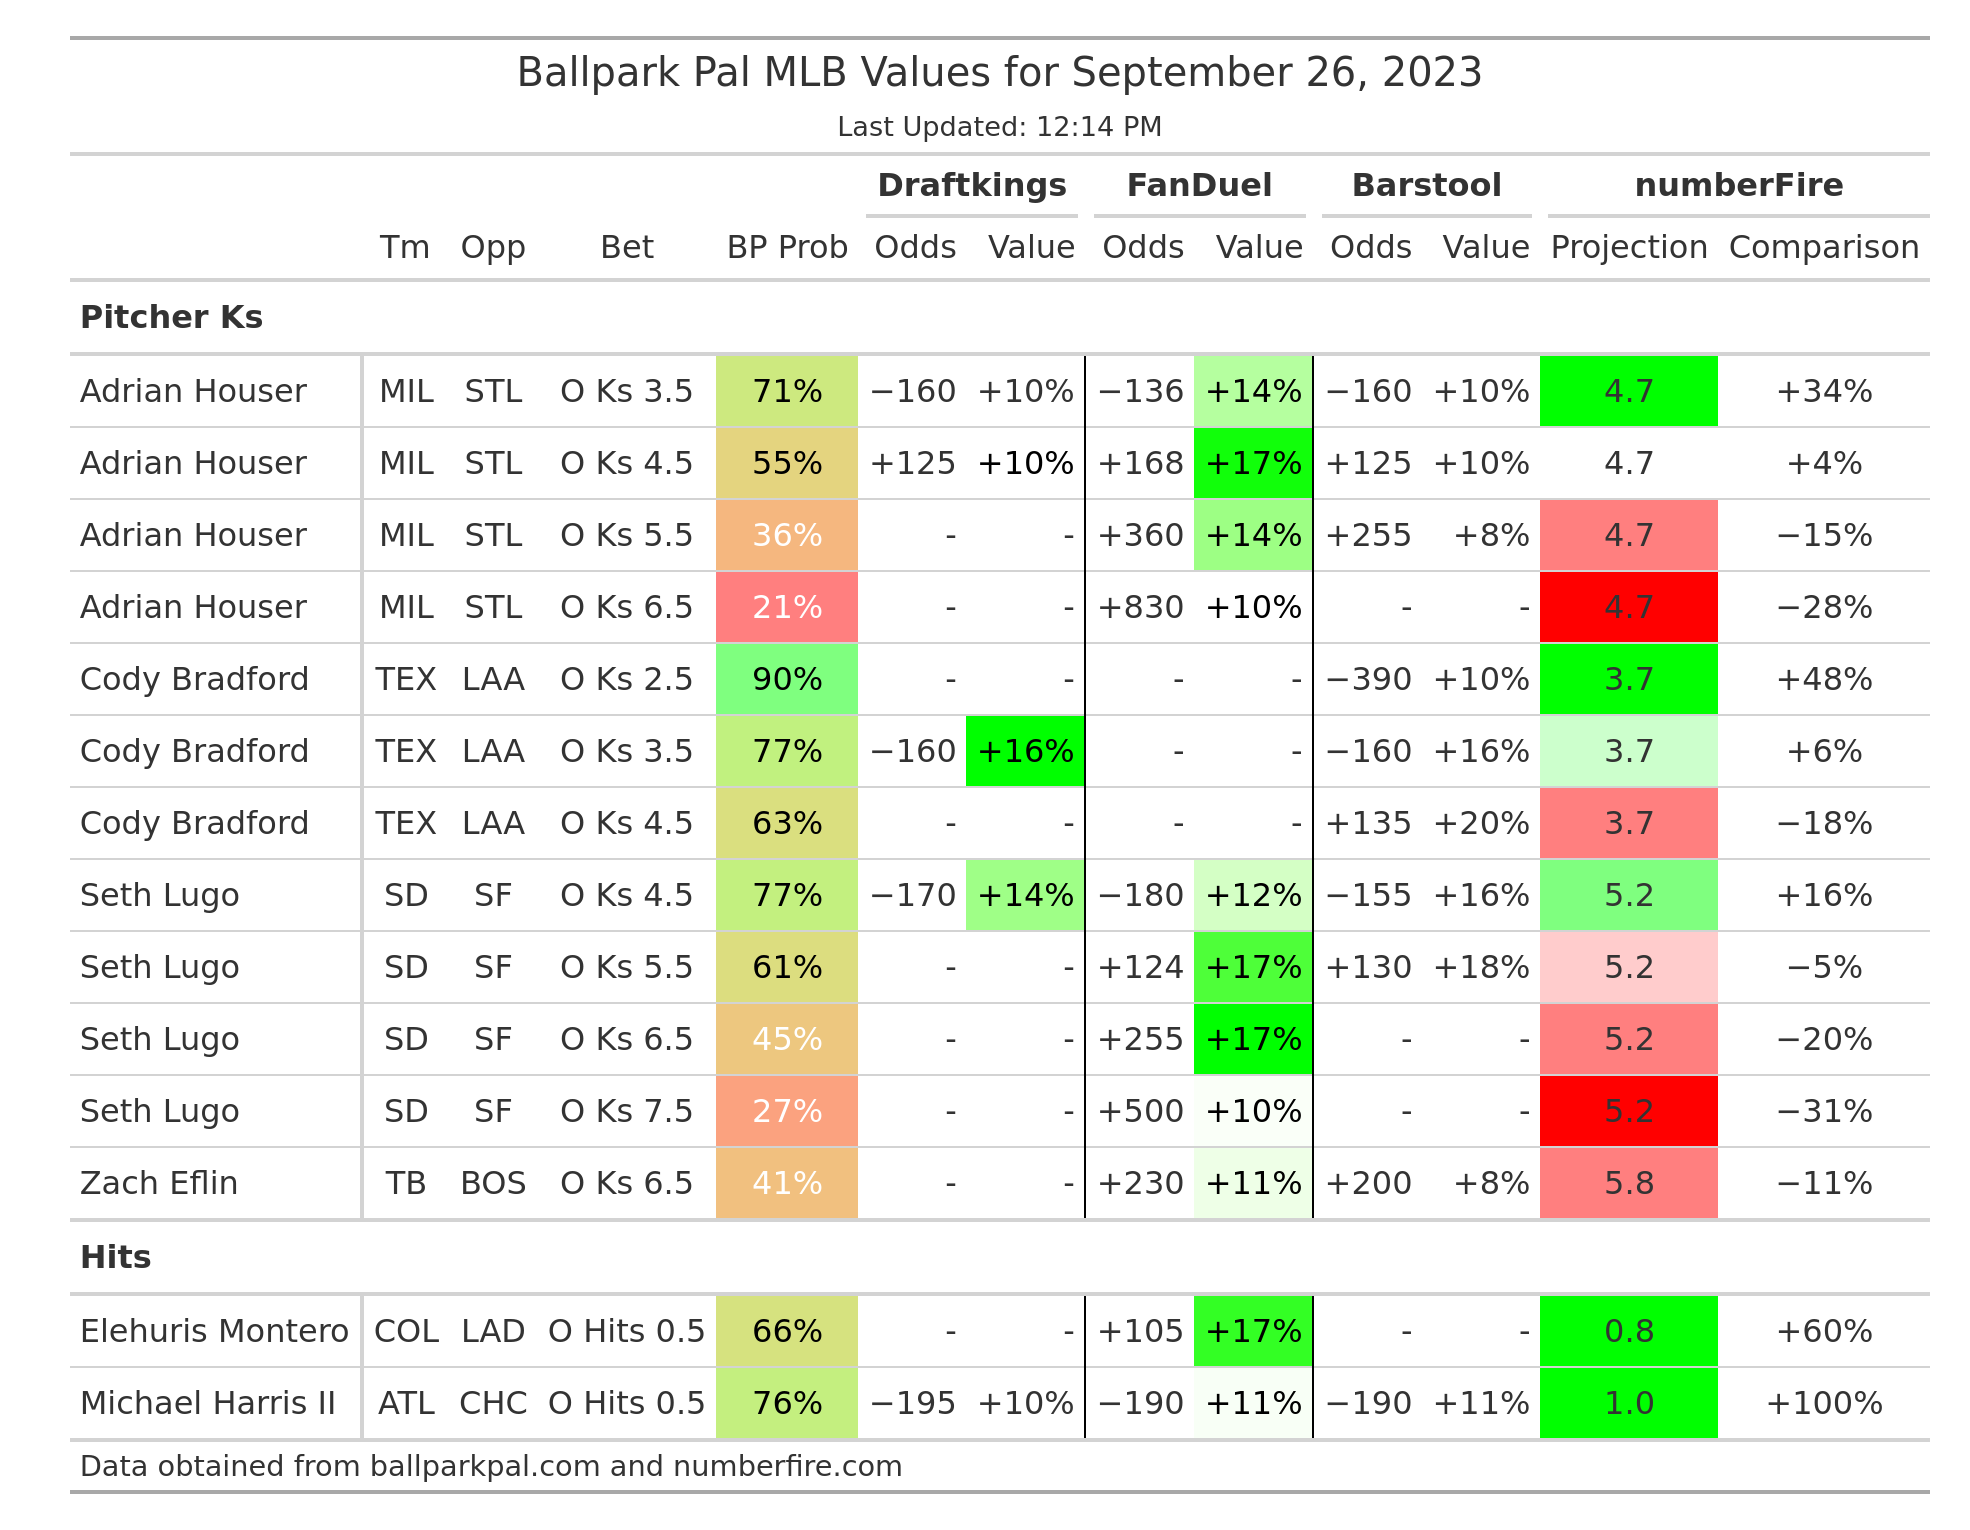 Ballpark Pal MLB Values for September 26, 2023
Last Updated: 12:14 PM
Draftkings FanDuel Barstool numberFire
Tm Opp Bet BP Prob Odds Value Odds Value Odds Value Projection Comparison
Pitcher Ks
Adrian Houser MIL STL O Ks 3.5 71% −160 +10% −136 +14% −160 +10% 4.7 +34%
Adrian Houser MIL STL O Ks 4.5 55% +125 +10% +168 +17% +125 +10% 4.7 +4%
Adrian Houser MIL STL O Ks 5.5 36% - - +360 +14% +255 +8% 4.7 −15%
Adrian Houser MIL STL O Ks 6.5 21% - - +830 +10% - - 4.7 −28%
Cody Bradford TEX LAA O Ks 2.5 90% - - - - −390 +10% 3.7 +48%
Cody Bradford TEX LAA O Ks 3.5 77% −160 +16% - - −160 +16% 3.7 +6%
Cody Bradford TEX LAA O Ks 4.5 63% - - - - +135 +20% 3.7 −18%
Seth Lugo SD SF O Ks 4.5 77% −170 +14% −180 +12% −155 +16% 5.2 +16%
Seth Lugo SD SF O Ks 5.5 61% - - +124 +17% +130 +18% 5.2 −5%
Seth Lugo SD SF O Ks 6.5 45% - - +255 +17% - - 5.2 −20%
Seth Lugo SD SF O Ks 7.5 27% - - +500 +10% - - 5.2 −31%
Zach Eflin TB BOS O Ks 6.5 41% - - +230 +11% +200 +8% 5.8 −11%
Hits
Elehuris Montero COL LAD O Hits 0.5 66% - - +105 +17% - - 0.8 +60%
Michael Harris II ATL CHC O Hits 0.5 76% −195 +10% −190 +11% −190 +11% 1.0 +100%
Data obtained from ballparkpal.com and numberfire.com